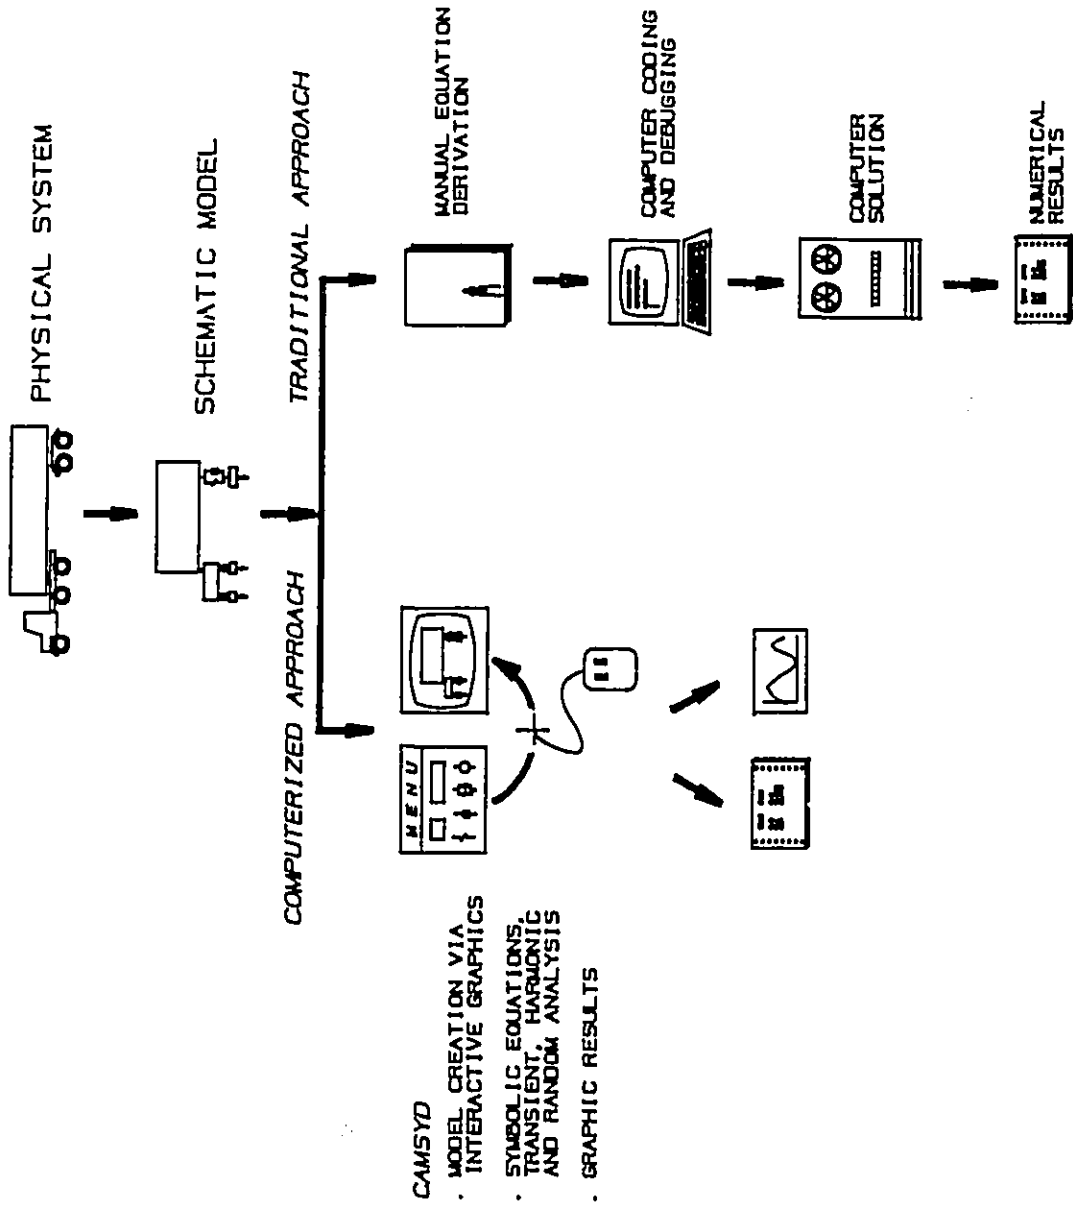 PHYSICAL SYSTEM
SCHEMATIC MODEL
COMPUTERIZED APPROACH
TRADITIONAL APPROACH
CAMSYD
. MODEL CREATION VIA
INTERACTIVE GRAPHICS
. SYMBOLIC EQUATIONS,
TRANSIENT, HARMONIC
AND RANDOM ANALYSIS
. GRAPHIC RESULTS
MENU
MANUAL EQUATION
DERIVATION
COMPUTER CODING
AND DEBUGGING
COMPUTER
SOLUTION
NUMERICAL
RESULTS